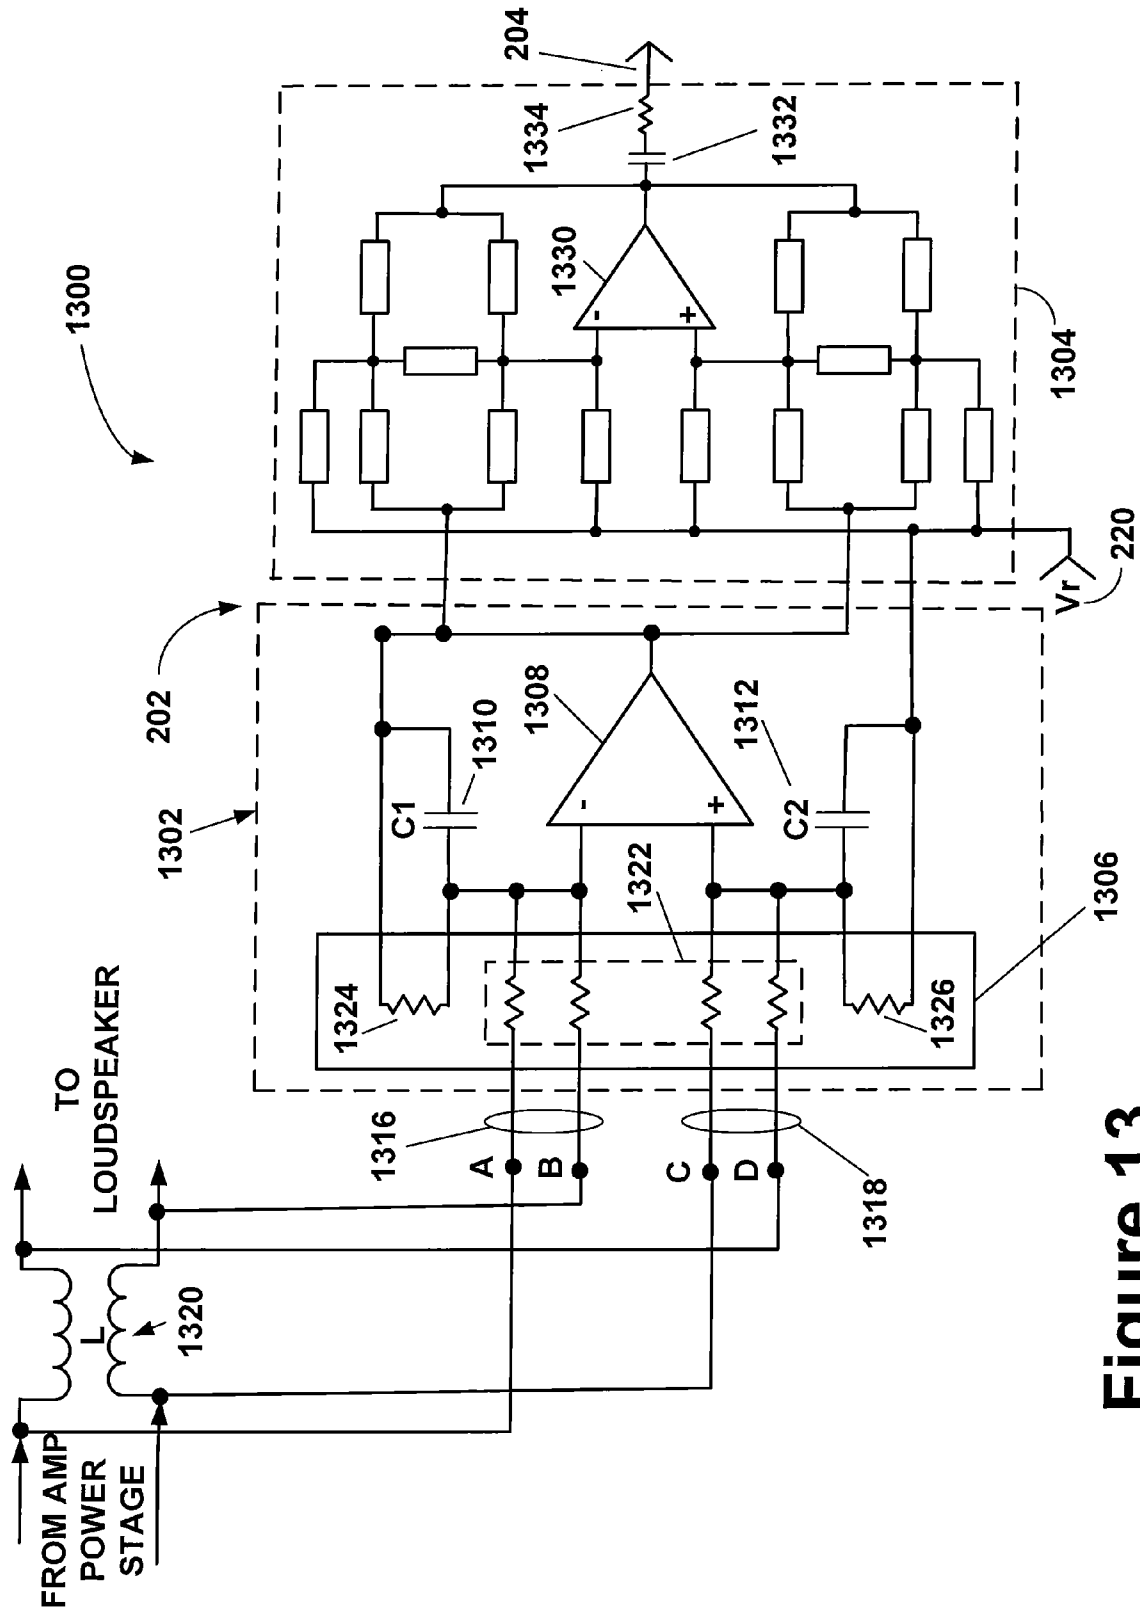 1300
202
1302
TO
LOUDSPEAKER
FROM AMP
POWER
STAGE
L
1320
1316
A
B
C
D
1318
1324
1322
1326
1306
C1
1310
-
+
1308
C2
1312
1330
-
+
1334
204
1332
1304
Vr
220
Figure 13